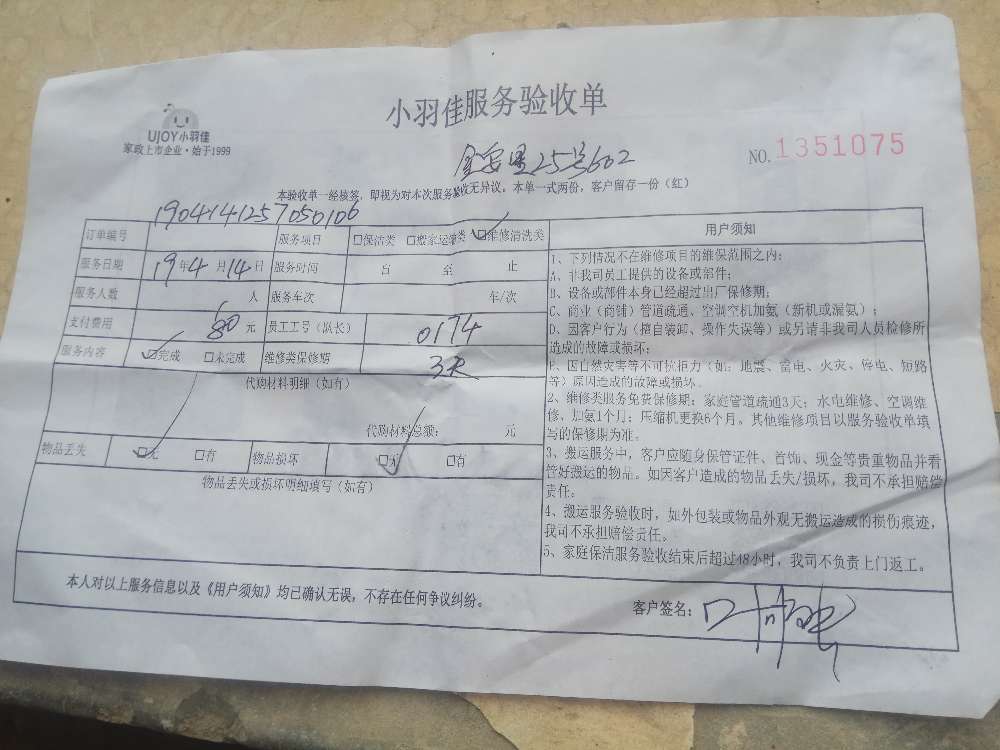 小羽佳服务验收单
UJOY小羽佳
家政上市企业·始于1999
NO.1351075
金安里25号602
本验收单一经核签，即视为对本次服务验收无异议，本单一式两份，客户留存一份（红）
订单编号 1904141257050106 服务项目 □保洁类 □搬家运输类 ☑维修清洗类
服务日期 19年4月14日 服务时间 自 至 止
服务人数 人 服务车次 车/次
支付费用 80元 员工工号（队长） 0174
服务内容 ☑完成 □未完成 维修类保修期 3天
代购材料明细（如有）
代购材料总额： 元
物品丢失 ☑无 □有 物品损坏 ☑无 □有
物品丢失或损坏明细填写（如有）
用户须知
1、下列情况不在维修项目的维保范围之内：
A、非我司员工提供的设备或部件；
B、设备或部件本身已经超过出厂保修期；
C、商业（商铺）管道疏通、空调空机加氨（新机或漏氨）；
D、因客户行为（擅自装卸、操作失误等）或另请非我司人员检修所
造成的故障或损坏；
E、因自然灾害等不可抗拒力（如：地震、雷电、火灾、停电、短路
等）原因造成的故障或损坏。
2、维修类服务免费保修期：家庭管道疏通3天；水电维修、空调维
修、加氨1个月；压缩机更换6个月。其他维修项目以服务验收单填
写的保修期为准。
3、搬运服务中，客户应随身保管证件、首饰、现金等贵重物品并看
管好搬运的物品。如因客户造成的物品丢失/损坏，我司不承担赔偿
责任。
4、搬运服务验收时，如外包装或物品外观无搬运造成的损伤痕迹，
我司不承担赔偿责任。
5、家庭保洁服务验收结束后超过48小时，我司不负责上门返工。
本人对以上服务信息以及《用户须知》均已确认无误，不存在任何争议纠纷。
客户签名：